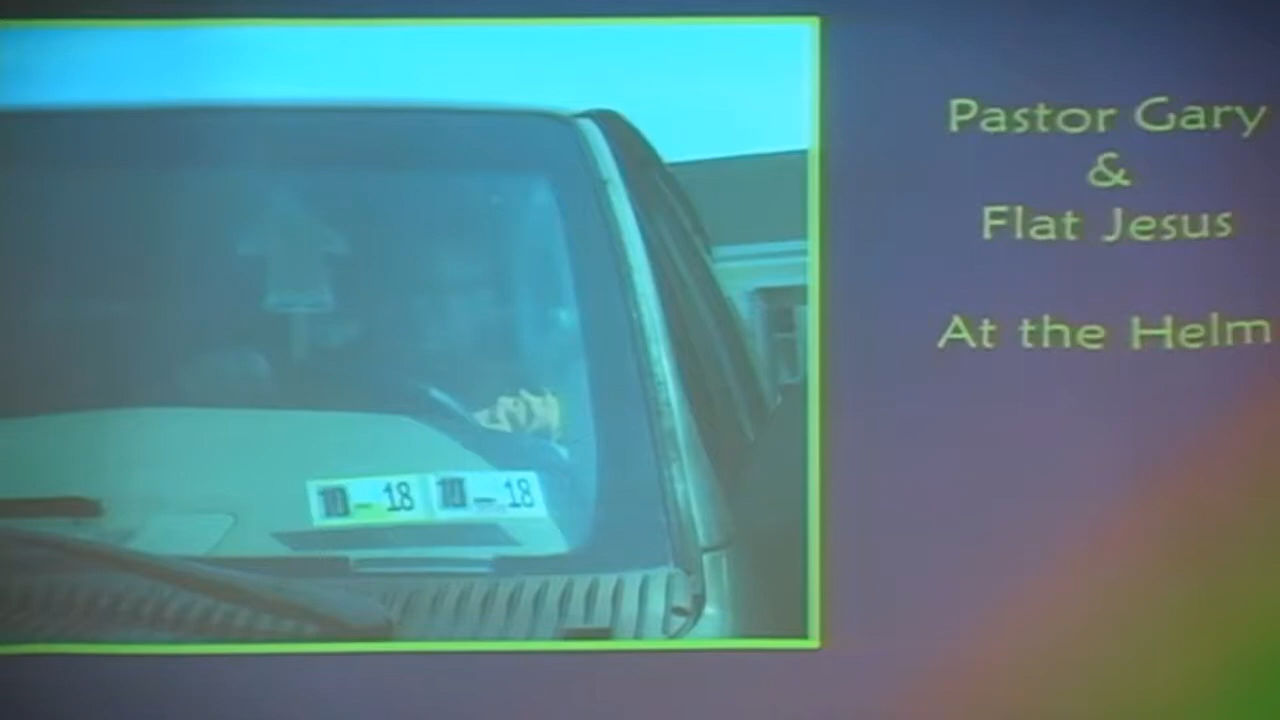 Pastor Gary
&
Flat Jesus
At the Helm
10 - 18 10 - 18